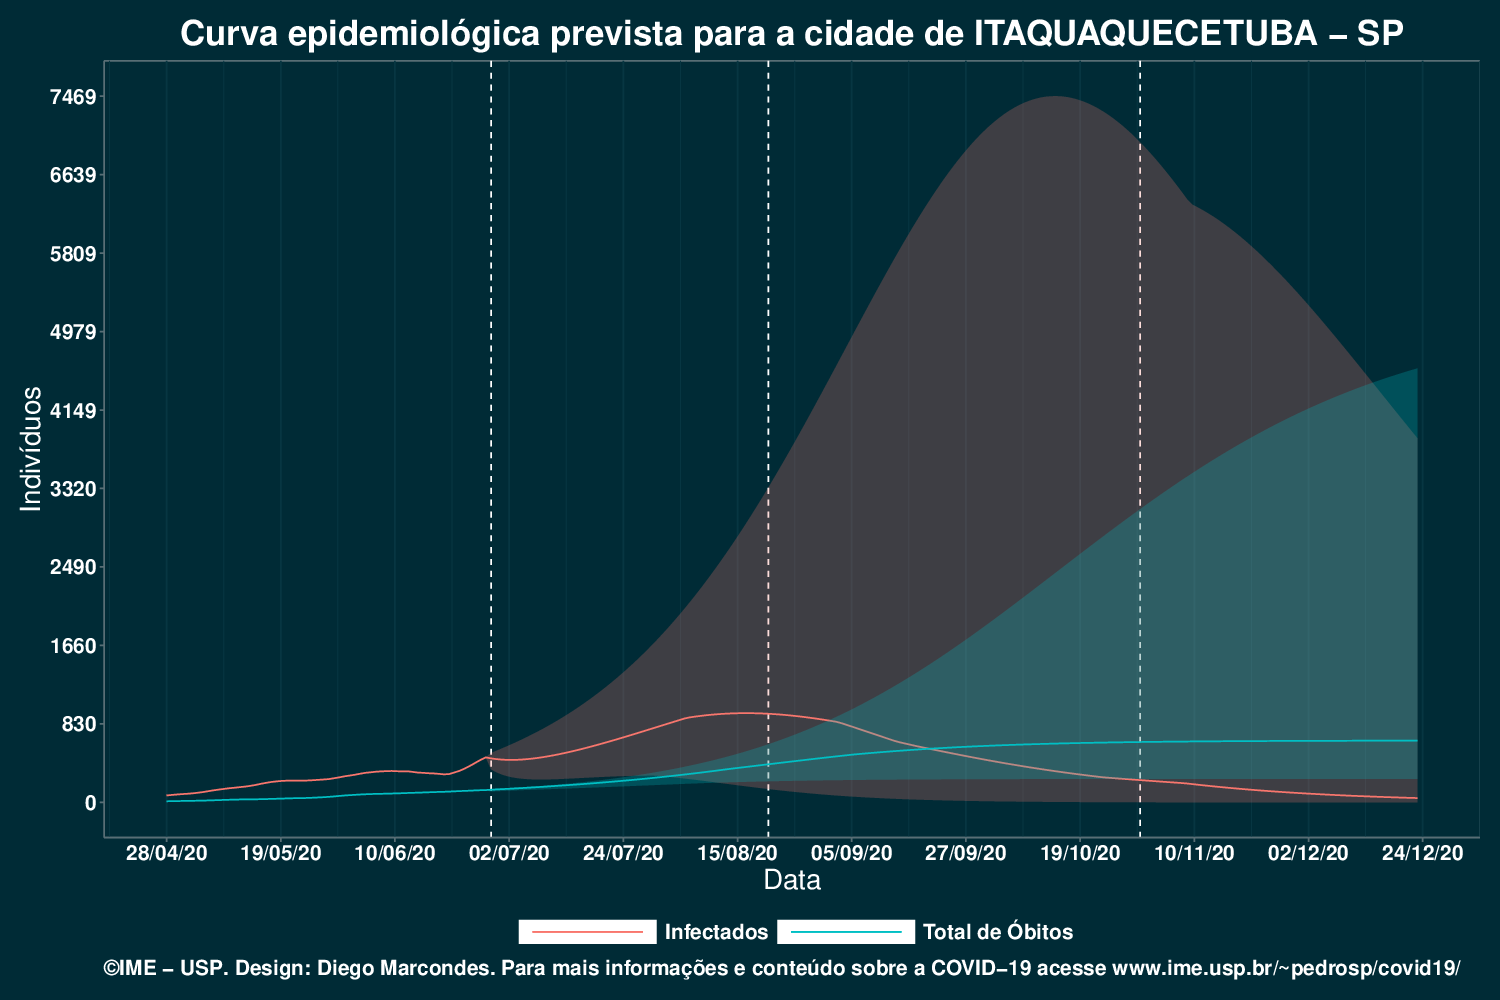 Curva epidemiológica prevista para a cidade de ITAQUAQUECETUBA – SP
7469
6639
5809
4979
4149
3320
2490
1660
830
0
Indivíduos
28/04/20 19/05/20 10/06/20 02/07/20 24/07/20 15/08/20 05/09/20 27/09/20 19/10/20 10/11/20 02/12/20 24/12/20
Data
Infectados Total de Óbitos
©IME – USP. Design: Diego Marcondes. Para mais informações e conteúdo sobre a COVID–19 acesse www.ime.usp.br/~pedrosp/covid19/